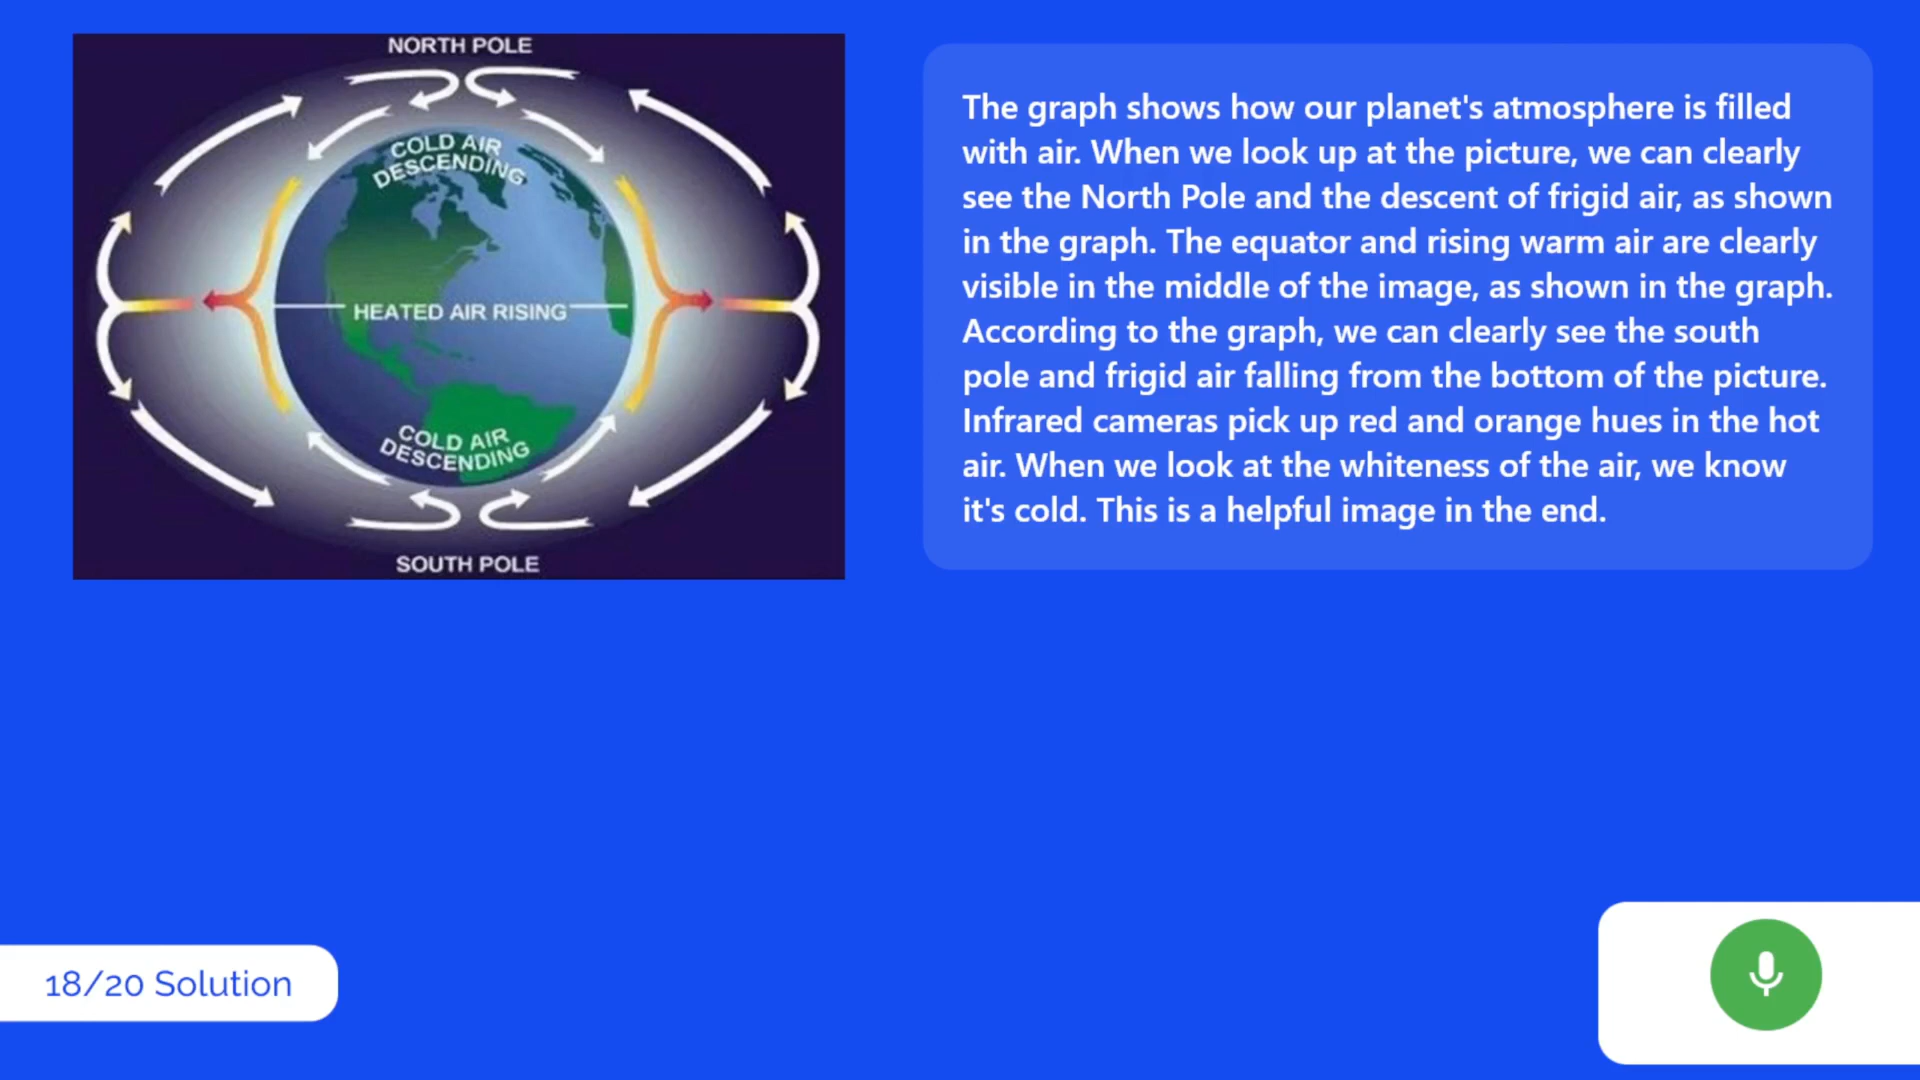 NORTH POLE
COLD AIR
DESCENDING
HEATED AIR RISING
COLD AIR
DESCENDING
SOUTH POLE
The graph shows how our planet's atmosphere is filled
with air. When we look up at the picture, we can clearly
see the North Pole and the descent of frigid air, as shown
in the graph. The equator and rising warm air are clearly
visible in the middle of the image, as shown in the graph.
According to the graph, we can clearly see the south
pole and frigid air falling from the bottom of the picture.
Infrared cameras pick up red and orange hues in the hot
air. When we look at the whiteness of the air, we know
it's cold. This is a helpful image in the end.
18/20 Solution